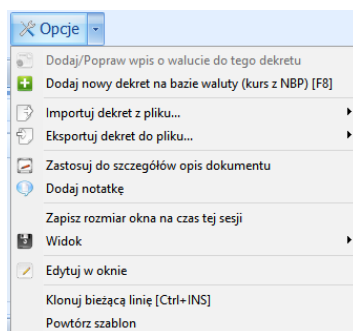 Opcje
Dodaj/Popraw wpis o walucie do tego dekretu
Dodaj nowy dekret na bazie waluty (kurs z NBP) [F8]
Importuj dekret z pliku...
Eksportuj dekret do pliku...
Zastosuj do szczegółów opis dokumentu
Dodaj notatkę
Zapisz rozmiar okna na czas tej sesji
Widok
Edytuj w oknie
Klonuj bieżącą linię [Ctrl+INS]
Powtórz szablon